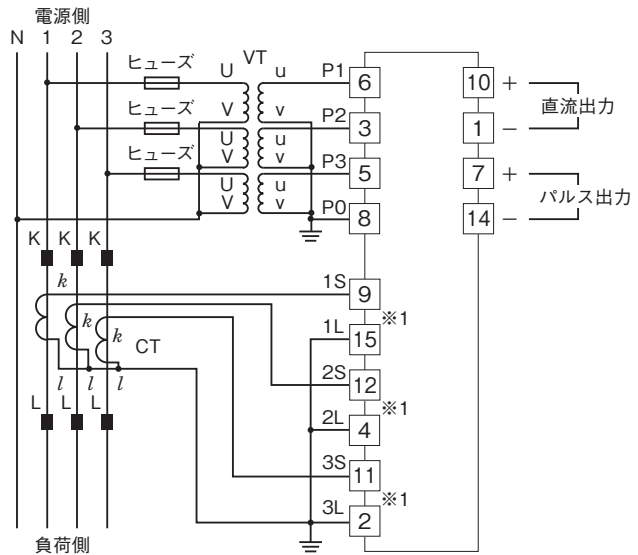 電源側
N 1 2 3
ヒューズ U VT u P1 6 10 +
V v 直流出力
ヒューズ P2 3 1 −
U u
V v
ヒューズ P3 5 7 +
U u
V v パルス出力
P0 8 14 −
K K K
k 1S 9
※1
k k CT 1L 15
l l l 2S 12
※1
L L L 2L 4
3S 11
※1
3L 2
負荷側